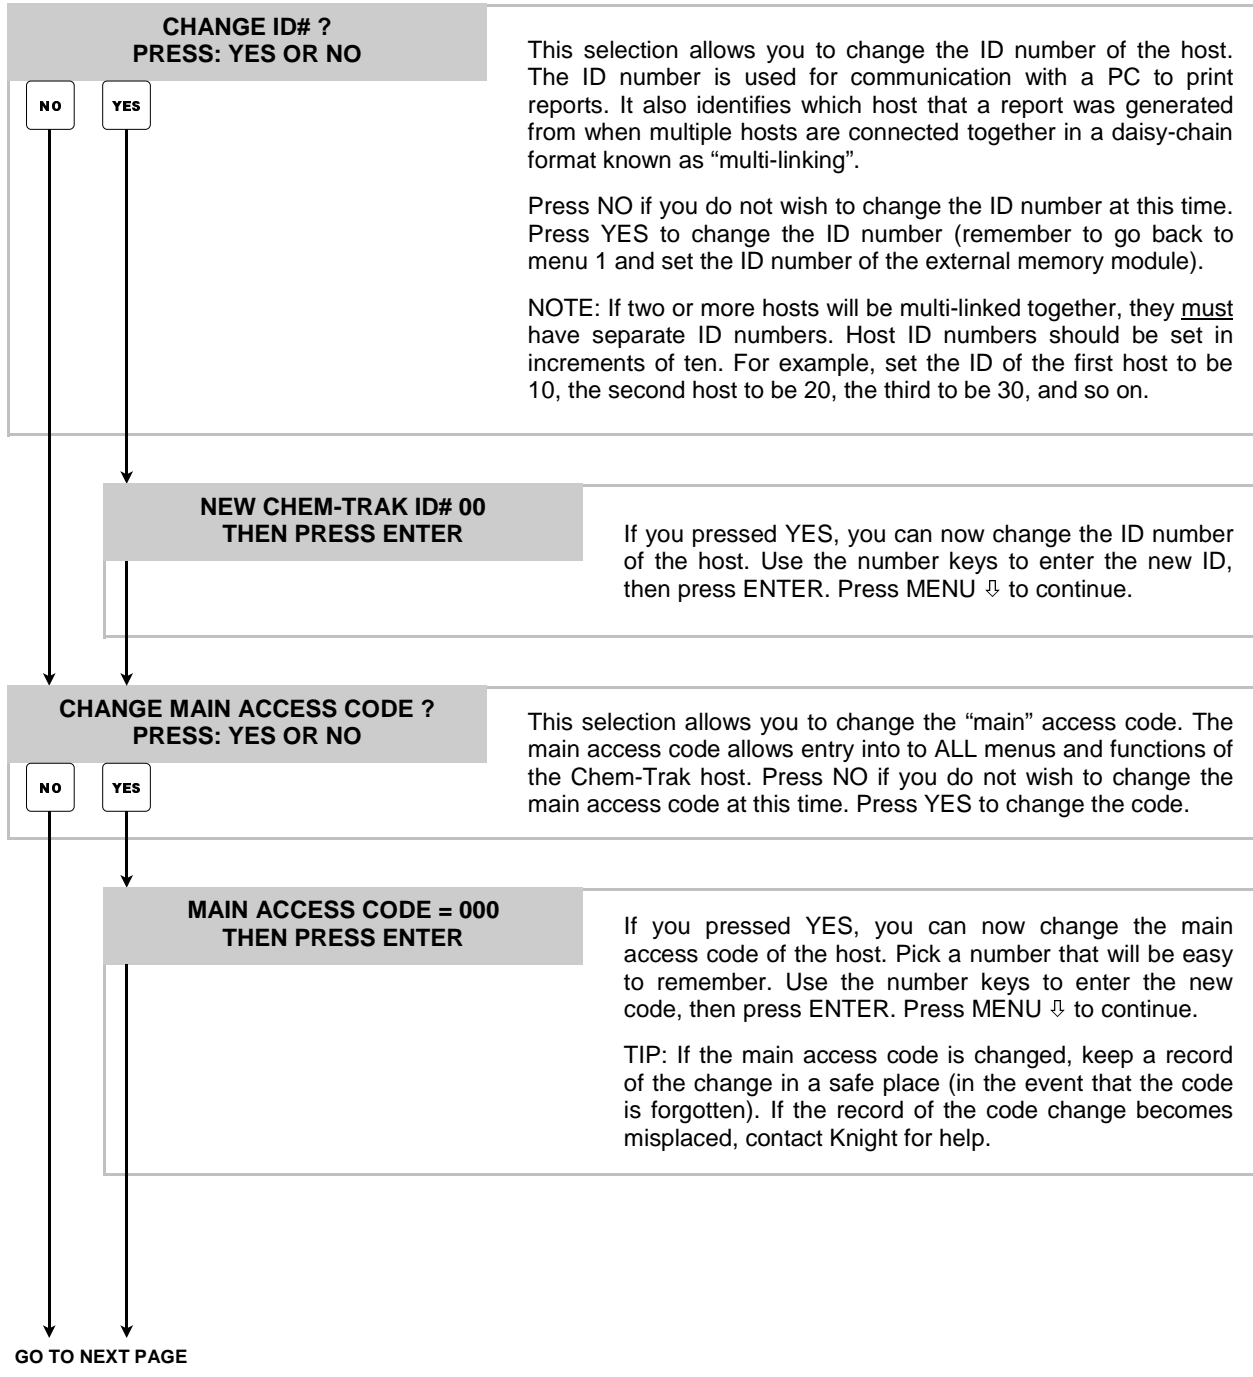 CHANGE ID# ?
PRESS: YES OR NO
NO
YES
This selection allows you to change the ID number of the host.
The ID number is used for communication with a PC to print
reports. It also identifies which host that a report was generated
from when multiple hosts are connected together in a daisy-chain
format known as “multi-linking”.
Press NO if you do not wish to change the ID number at this time.
Press YES to change the ID number (remember to go back to
menu 1 and set the ID number of the external memory module).
NOTE: If two or more hosts will be multi-linked together, they must
have separate ID numbers. Host ID numbers should be set in
increments of ten. For example, set the ID of the first host to be
10, the second host to be 20, the third to be 30, and so on.
NEW CHEM-TRAK ID# 00
THEN PRESS ENTER
If you pressed YES, you can now change the ID number
of the host. Use the number keys to enter the new ID,
then press ENTER. Press MENU ⇩ to continue.
CHANGE MAIN ACCESS CODE ?
PRESS: YES OR NO
NO
YES
This selection allows you to change the “main” access code. The
main access code allows entry into to ALL menus and functions of
the Chem-Trak host. Press NO if you do not wish to change the
main access code at this time. Press YES to change the code.
MAIN ACCESS CODE = 000
THEN PRESS ENTER
If you pressed YES, you can now change the main
access code of the host. Pick a number that will be easy
to remember. Use the number keys to enter the new
code, then press ENTER. Press MENU ⇩ to continue.
TIP: If the main access code is changed, keep a record
of the change in a safe place (in the event that the code
is forgotten). If the record of the code change becomes
misplaced, contact Knight for help.
GO TO NEXT PAGE